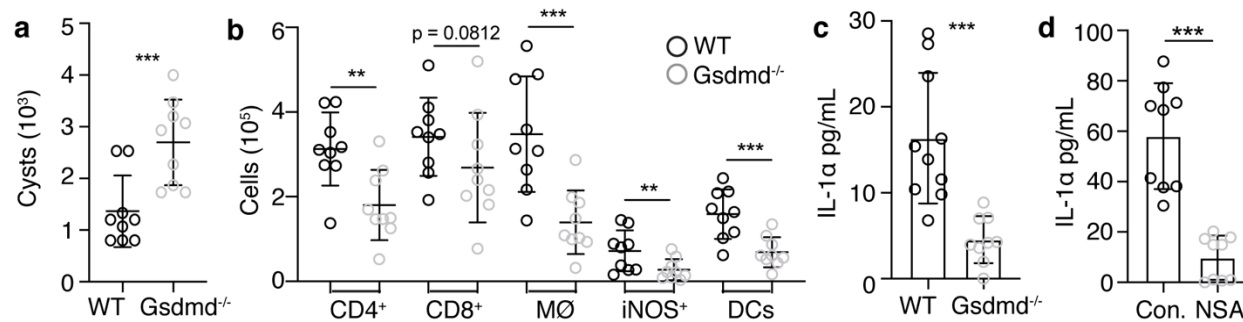 a
Cysts (10³)
5
4
3
2
1
0
***
WT Gsdmd⁻/⁻
b
Cells (10⁵)
6
4
2
0
**
p = 0.0812
***
**
***
WT
Gsdmd⁻/⁻
CD4⁺ CD8⁺ MØ iNOS⁺ DCs
c
IL-1α pg/mL
30
20
10
0
***
WT Gsdmd⁻/⁻
d
IL-1α pg/mL
100
80
60
40
20
0
***
Con. NSA